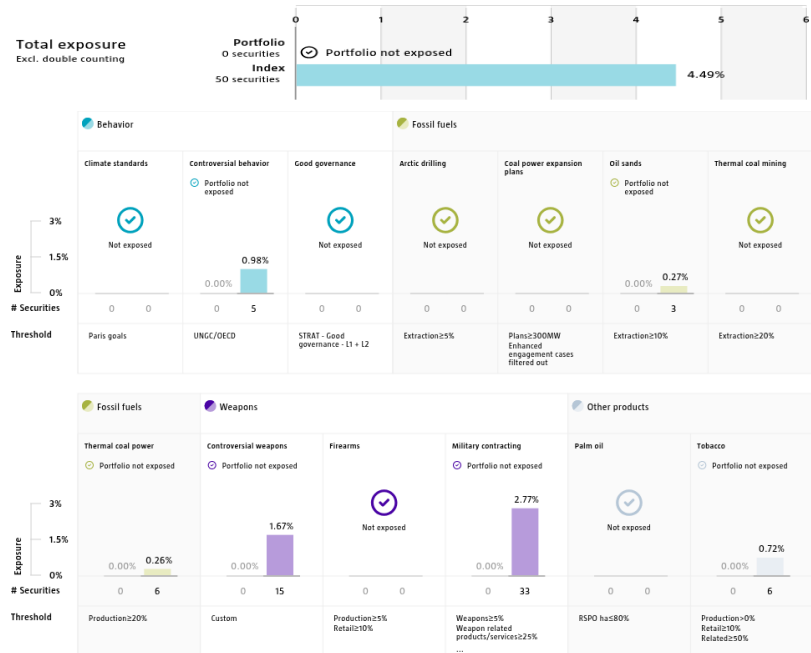 0 1 2 3 4 5 6
Total exposure
Excl. double counting
Portfolio
0 securities
Portfolio not exposed
Index
50 securities
4.49%
Behavior
Fossil fuels
Climate standards
Controversial behavior
Good governance
Arctic drilling
Coal power expansion
plans
Oil sands
Thermal coal mining
Portfolio not
exposed
Portfolio not
exposed
Exposure
3%
1.5%
0%
Not exposed
0.00% 0.98%
Not exposed
Not exposed
Not exposed
0.00% 0.27%
Not exposed
# Securities
0 0 0 5 0 0 0 0 0 0 0 3 0 0
Threshold
Paris goals
UNGC/OECD
STRAT - Good
governance - L1 + L2
Extraction≥5%
Plans≥300MW
Enhanced
engagement cases
filtered out
Extraction≥10%
Extraction≥20%
Fossil fuels
Weapons
Other products
Thermal coal power
Controversial weapons
Firearms
Military contracting
Palm oil
Tobacco
Portfolio not exposed
Portfolio not exposed
Portfolio not exposed
Portfolio not exposed
Exposure
3%
1.5%
0%
0.00% 0.26%
0.00% 1.67%
Not exposed
0.00% 2.77%
Not exposed
0.00% 0.72%
# Securities
0 6 0 15 0 0 0 33 0 0 0 6
Threshold
Production≥20%
Custom
Production≥5%
Retail≥10%
Weapons≥5%
Weapon related
products/services≥25%
RSPO ha≤80%
Production>0%
Retail≥10%
Related≥50%